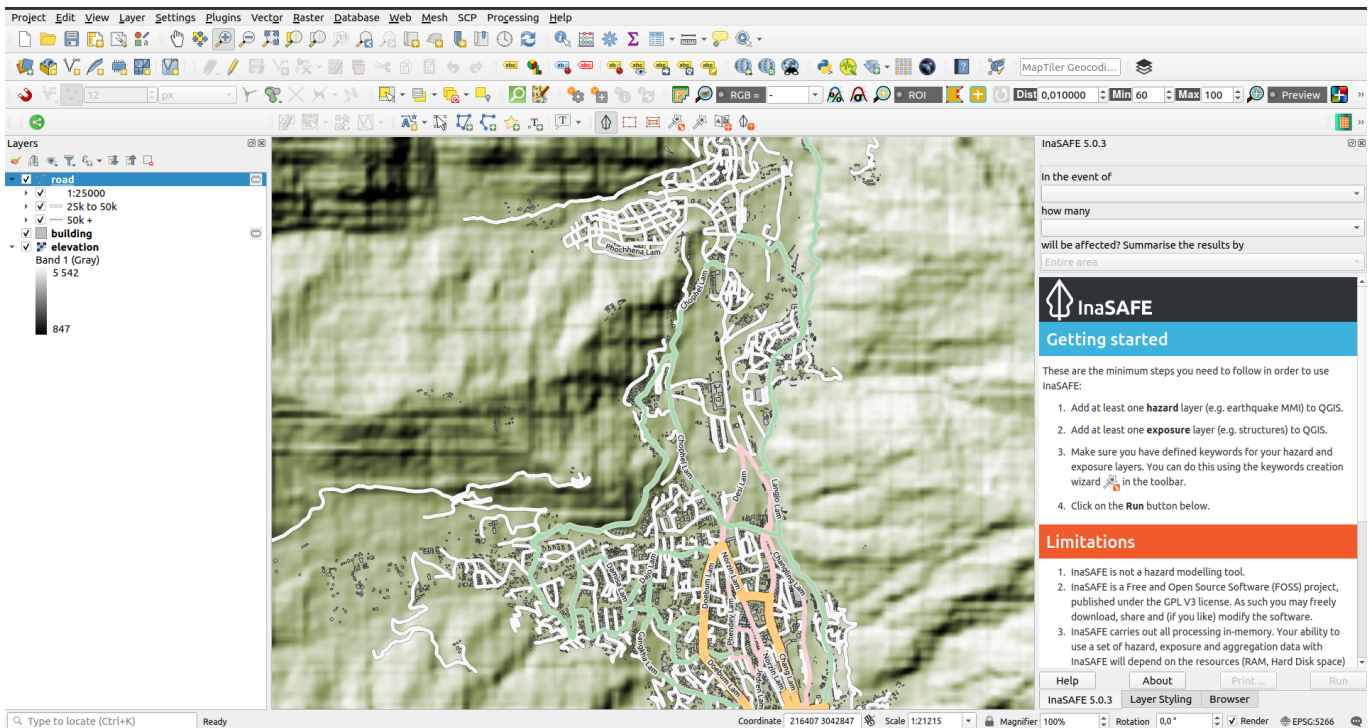 Project Edit View Layer Settings Plugins Vector Raster Database Web Mesh SCP Processing Help
MapTiler Geocodi...
12 px RGB = - ROI Dist 0,010000 Min 60 Max 100 Preview
Layers
road
1:25000
25k to 50k
50k +
building
elevation
Band 1 (Gray)
5 542
847
Phochhena Lam
Chophel Lam
Chophel Lam
Desi Lam
Langjo Lam
Damtsi Lam
Dajo Lam
Doebum Lam
Norzin Lam
Phendey Lam
Changling Lam
Gangjha Lam
Doebum Lam
Norzin Lam
Chang Lam
InaSAFE 5.0.3
In the event of
how many
will be affected? Summarise the results by
Entire area
InaSAFE
Getting started
These are the minimum steps you need to follow in order to use
InaSAFE:
1. Add at least one hazard layer (e.g. earthquake MMI) to QGIS.
2. Add at least one exposure layer (e.g. structures) to QGIS.
3. Make sure you have defined keywords for your hazard and
exposure layers. You can do this using the keywords creation
wizard in the toolbar.
4. Click on the Run button below.
Limitations
1. InaSAFE is not a hazard modelling tool.
2. InaSAFE is a Free and Open Source Software (FOSS) project,
published under the GPL V3 license. As such you may freely
download, share and (if you like) modify the software.
3. InaSAFE carries out all processing in-memory. Your ability to
use a set of hazard, exposure and aggregation data with
InaSAFE will depend on the resources (RAM, Hard Disk space)
Help About Print ... Run
InaSAFE 5.0.3 Layer Styling Browser
Type to locate (Ctrl+K) Ready Coordinate 216407 3042847 Scale 1:21215 Magnifier 100% Rotation 0,0° Render EPSG:5266